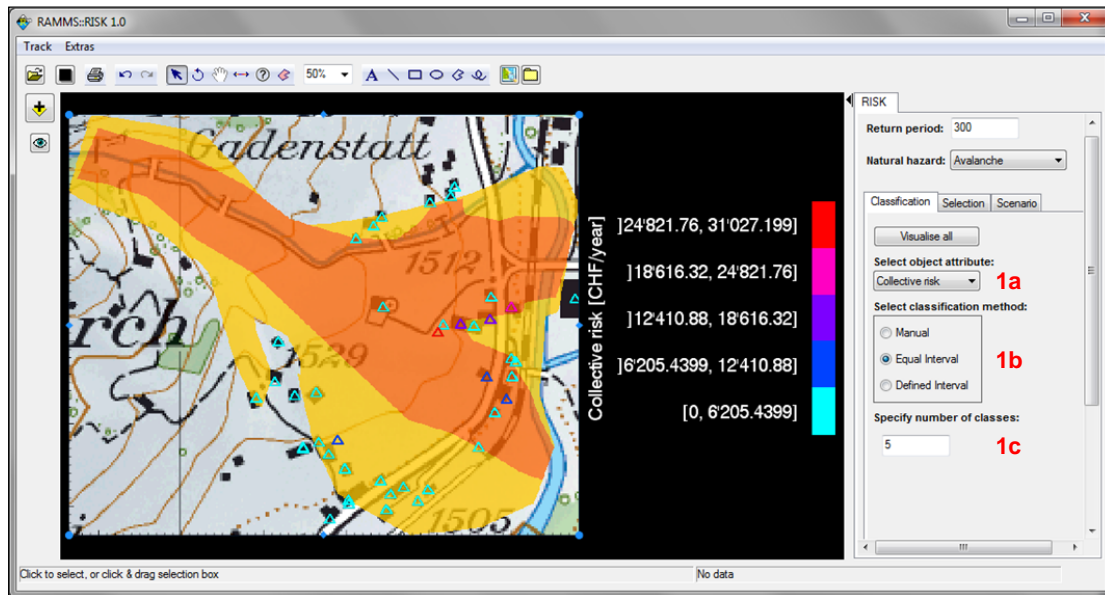 RAMMS::RISK 1.0
Track Extras
50%
A
RISK
Return period: 300
Natural hazard: Avalanche
Classification Selection Scenario
Visualise all
Select object attribute:
Collective risk 1a
Select classification method:
Manual
Equal Interval 1b
Defined Interval
Specify number of classes:
5 1c
Gadenstatt
1512
1529
1505
Collective risk [CHF/year]
]24'821.76, 31'027.199]
]18'616.32, 24'821.76]
]12'410.88, 18'616.32]
]6'205.4399, 12'410.88]
[0, 6'205.4399]
Click to select, or click & drag selection box
No data